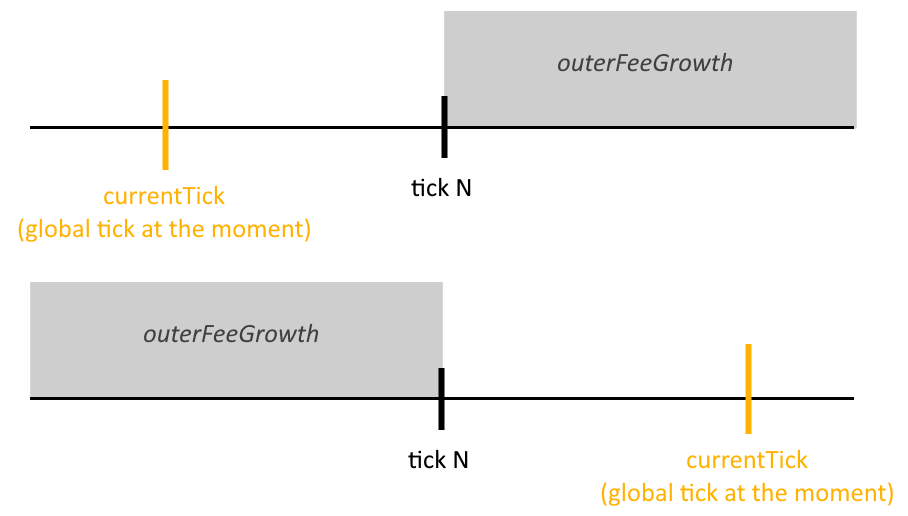 outerFeeGrowth
currentTick
(global tick at the moment)
tick N
outerFeeGrowth
tick N
currentTick
(global tick at the moment)